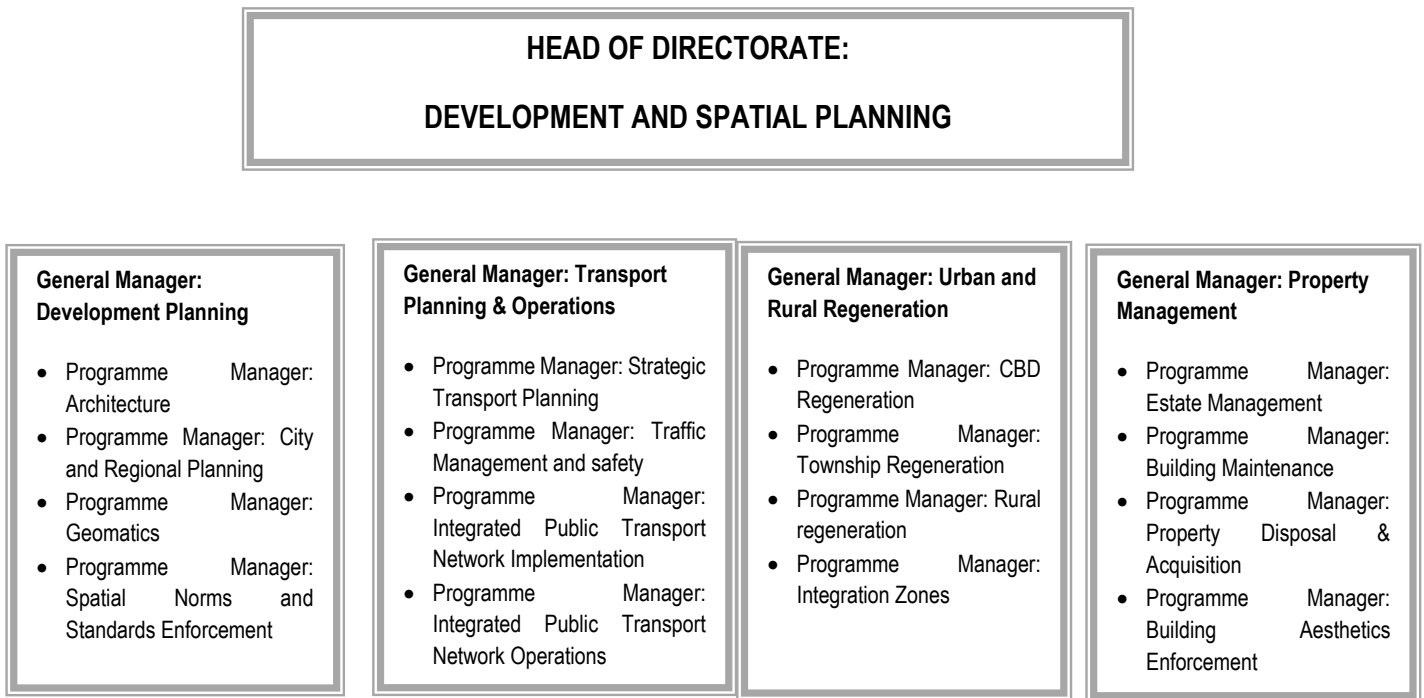 HEAD OF DIRECTORATE:
DEVELOPMENT AND SPATIAL PLANNING
General Manager:
Development Planning
• Programme Manager:
Architecture
• Programme Manager: City
and Regional Planning
• Programme Manager:
Geomatics
• Programme Manager:
Spatial Norms and
Standards Enforcement
General Manager: Transport
Planning & Operations
• Programme Manager: Strategic
Transport Planning
• Programme Manager: Traffic
Management and safety
• Programme Manager:
Integrated Public Transport
Network Implementation
• Programme Manager:
Integrated Public Transport
Network Operations
General Manager: Urban and
Rural Regeneration
• Programme Manager: CBD
Regeneration
• Programme Manager:
Township Regeneration
• Programme Manager: Rural
regeneration
• Programme Manager:
Integration Zones
General Manager: Property
Management
• Programme Manager:
Estate Management
• Programme Manager:
Building Maintenance
• Programme Manager:
Property Disposal &
Acquisition
• Programme Manager:
Building Aesthetics
Enforcement